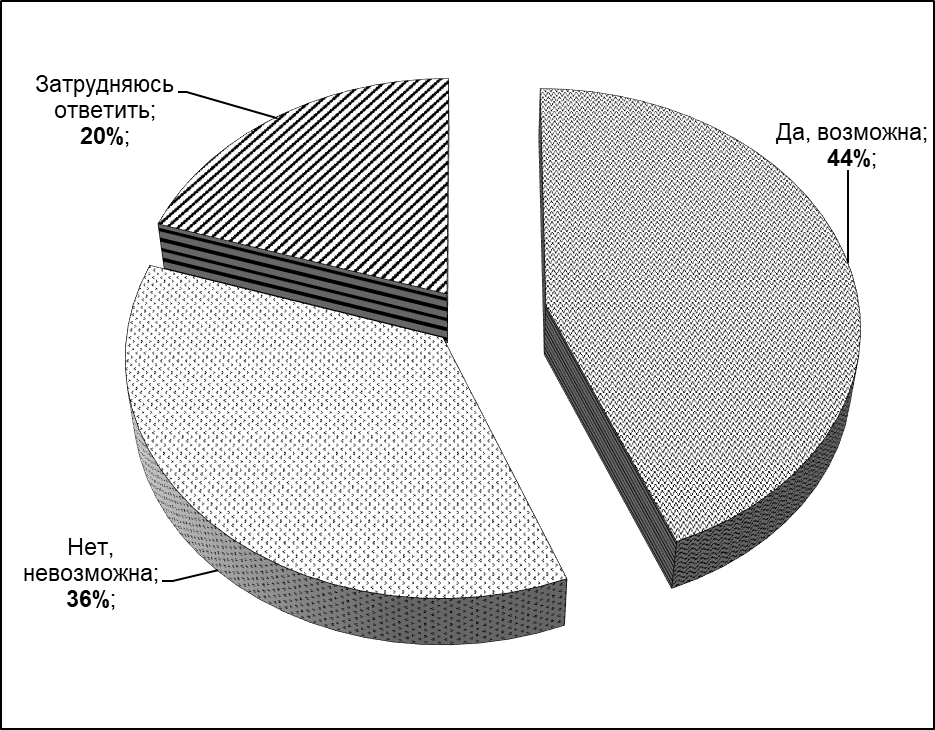 Затрудняюсь
ответить;
20%;
Да, возможна;
44%;
Нет,
невозможна;
36%;